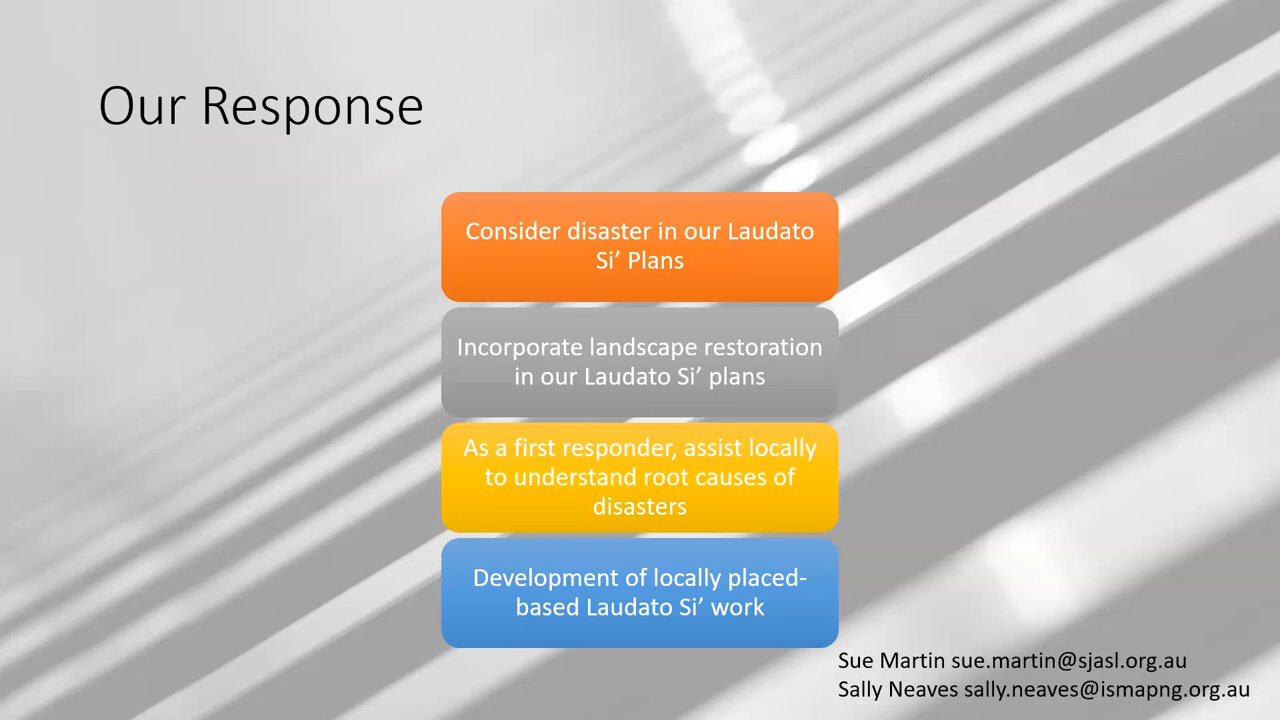 Our Response
Consider disaster in our Laudato
Si’ Plans
Incorporate landscape restoration
in our Laudato Si’ plans
As a first responder, assist locally
to understand root causes of
disasters
Development of locally placed-
based Laudato Si’ work
Sue Martin sue.martin@sjasl.org.au
Sally Neaves sally.neaves@ismapng.org.au